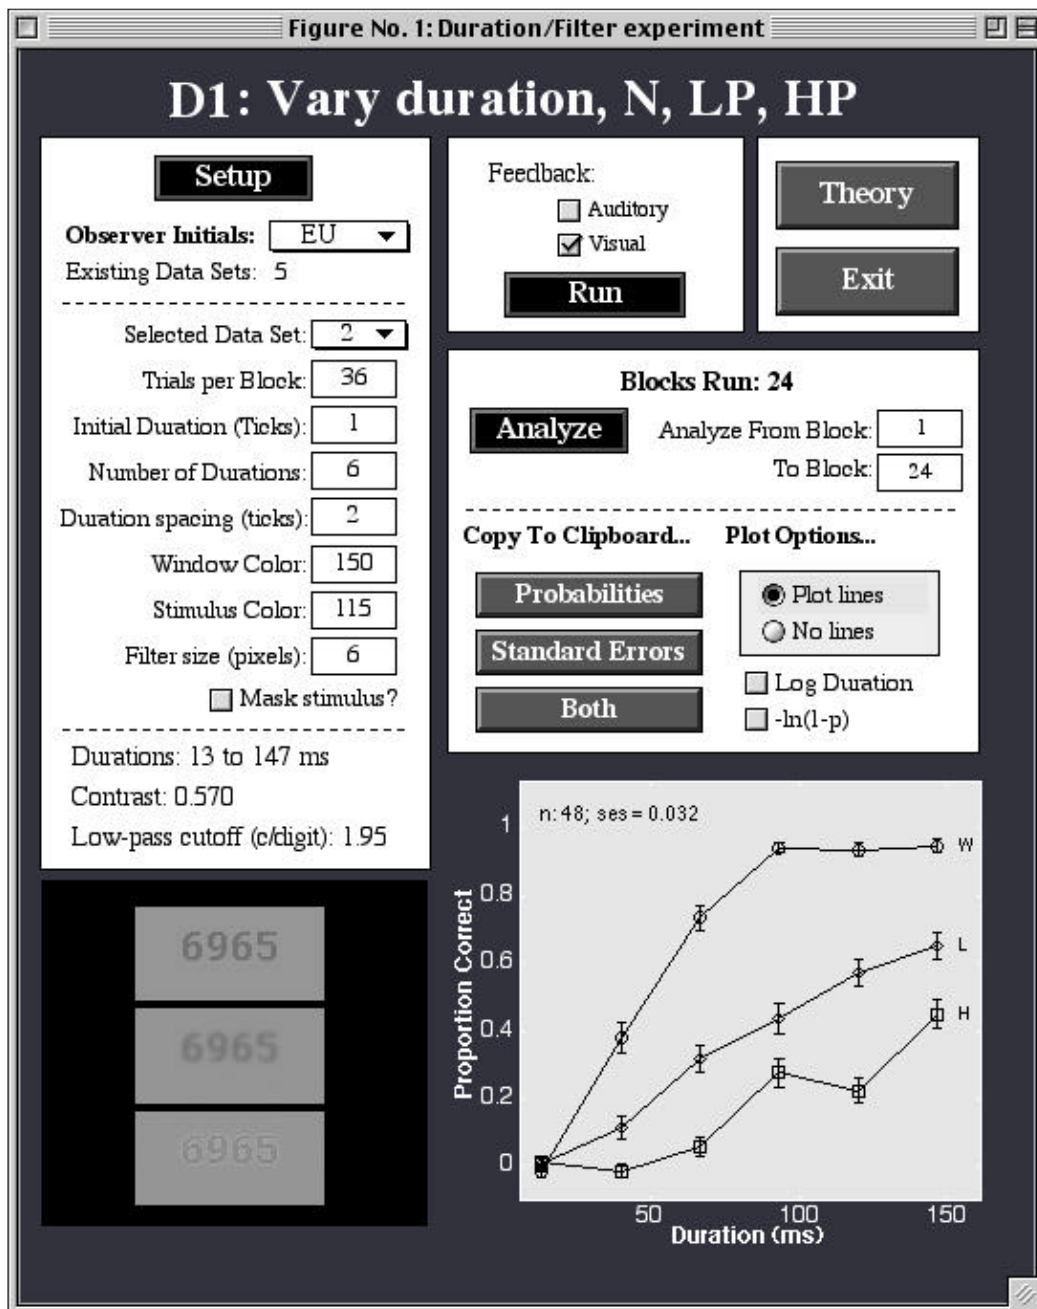 Figure No. 1: Duration/Filter experiment
D1: Vary duration, N, LP, HP
Setup
Observer Initials: EU
Existing Data Sets: 5
Selected Data Set: 2
Trials per Block: 36
Initial Duration (Ticks): 1
Number of Durations: 6
Duration spacing (ticks): 2
Window Color: 150
Stimulus Color: 115
Filter size (pixels): 6
Mask stimulus?
Durations: 13 to 147 ms
Contrast: 0.570
Low-pass cutoff (c/digit): 1.95
Feedback:
Auditory
Visual
Run
Theory
Exit
Blocks Run: 24
Analyze
Analyze From Block: 1
To Block: 24
Copy To Clipboard...
Probabilities
Standard Errors
Both
Plot Options...
Plot lines
No lines
Log Duration
-ln(1-p)
6965
6965
6965
n: 48; ses = 0.032
Proportion Correct
1
0.8
0.6
0.4
0.2
0
W
L
H
50 100 150
Duration (ms)